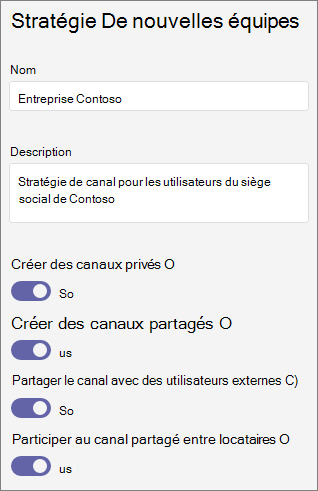 Stratégie De nouvelles équipes
Nom
Entreprise Contoso
Description
Stratégie de canal pour les utilisateurs du siège
social de Contoso
Créer des canaux privés O
So
Créer des canaux partagés O
us
Partager le canal avec des utilisateurs externes C)
So
Participer au canal partagé entre locataires O
us